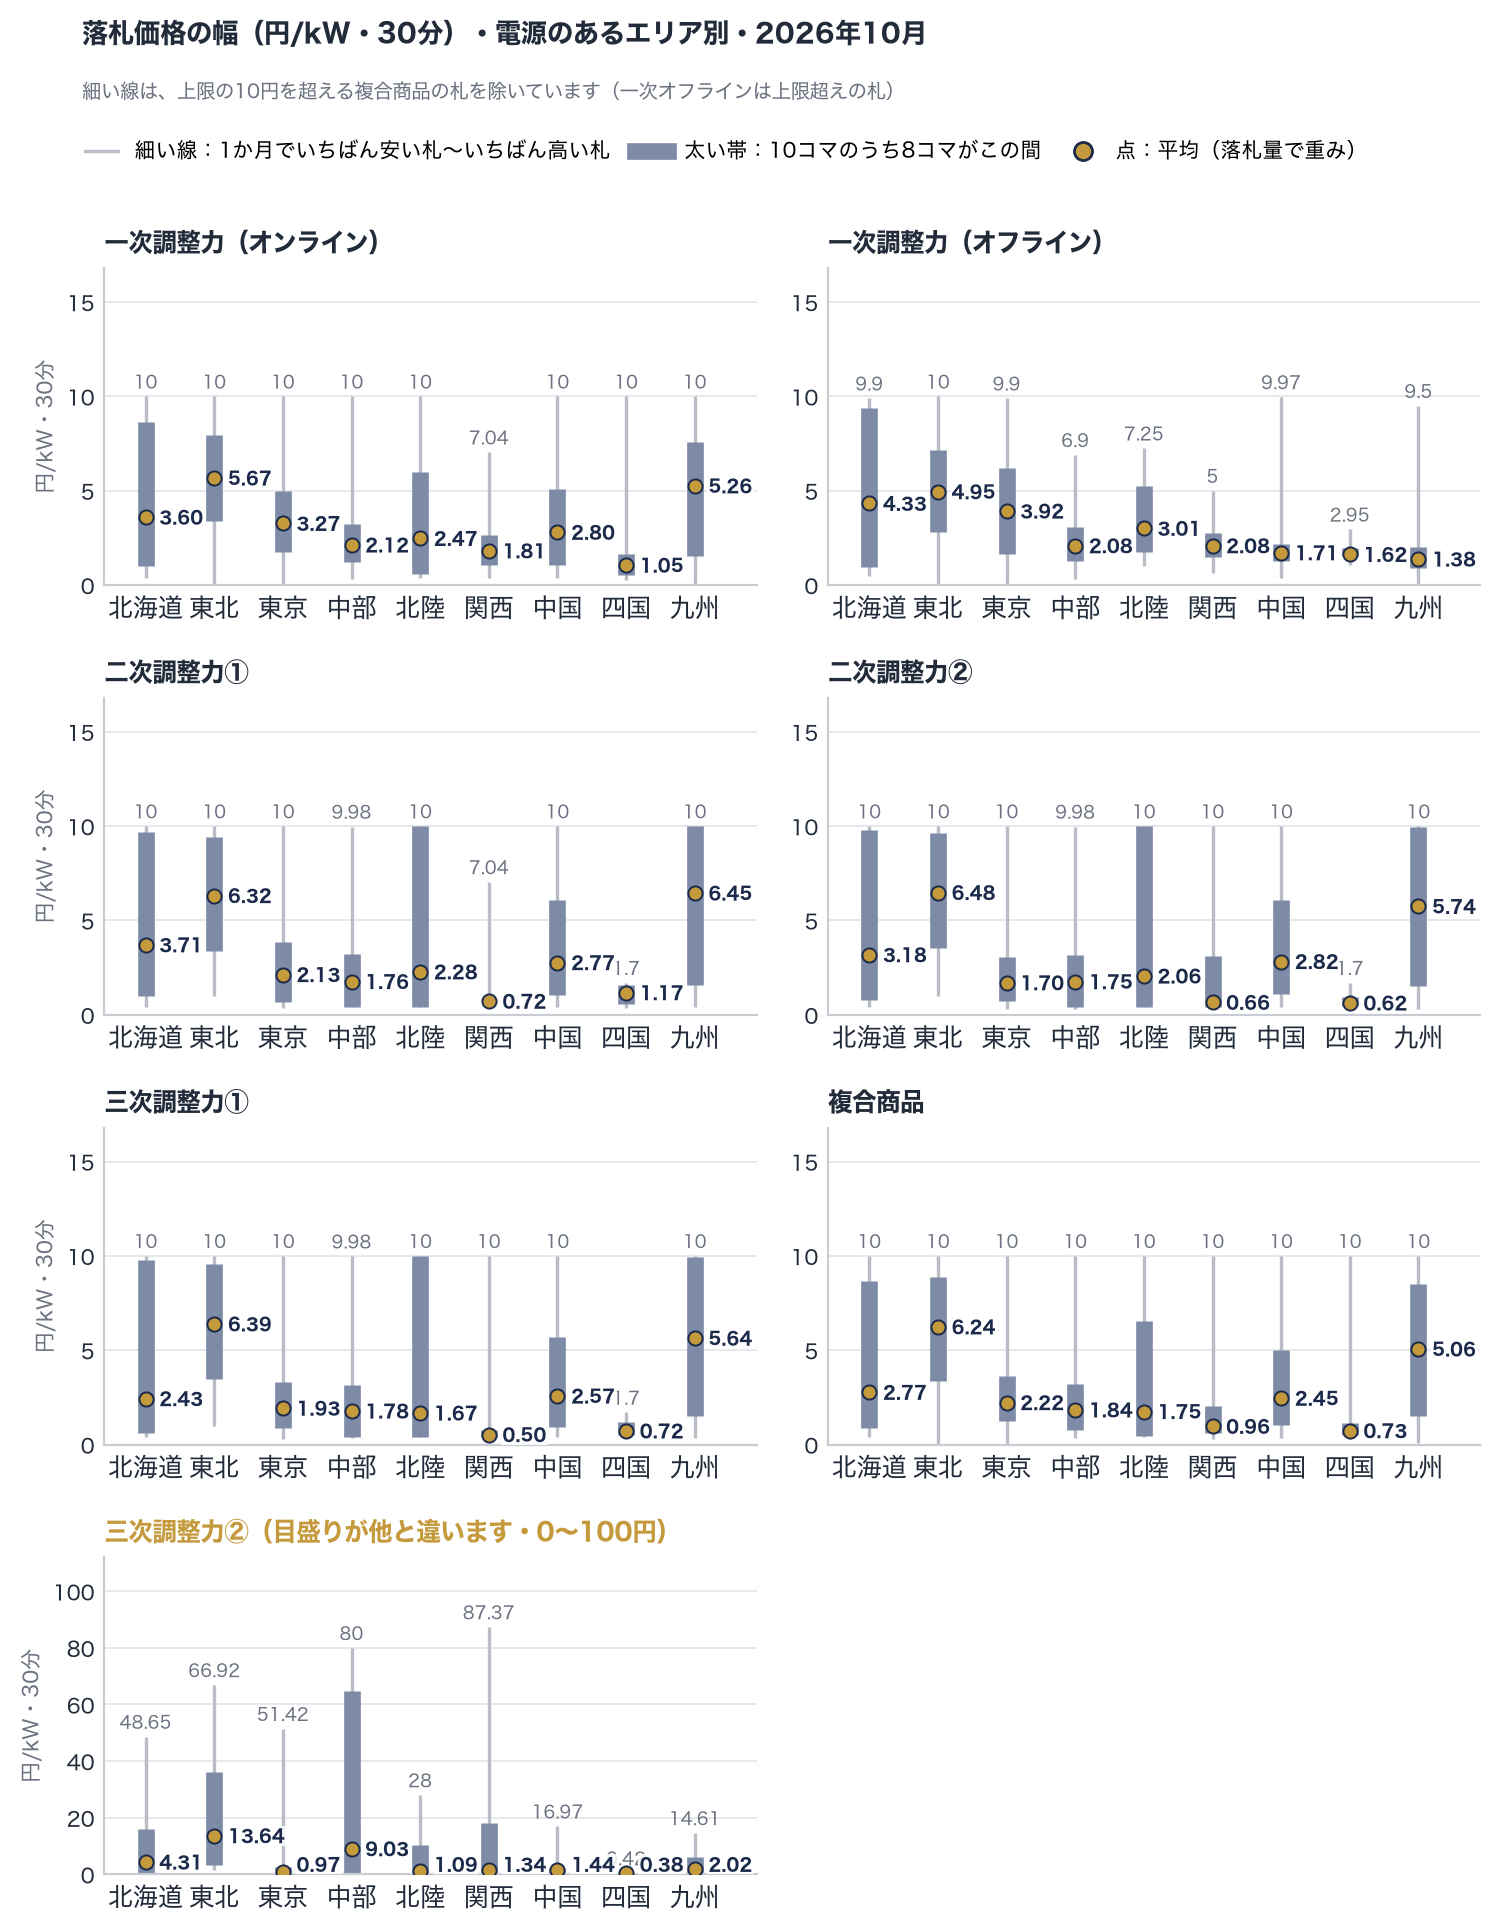 落札価格の幅（円/kW・30分）・電源のあるエリア別・2026年10月
細い線は、上限の10円を超える複合商品の札を除いています（一次オフラインは上限超えの札）
細い線：1か月でいちばん安い札〜いちばん高い札 太い帯：10コマのうち8コマがこの間 点：平均（落札量で重み）
一次調整力（オンライン）
円/kW・30分
15
10
5
0
10 10 10 10 10 7.04 10 10 10
3.60 5.67 3.27 2.12 2.47 1.81 2.80 1.05 5.26
北海道 東北 東京 中部 北陸 関西 中国 四国 九州
一次調整力（オフライン）
15
10
5
0
9.9 10 9.9 6.9 7.25 5 9.97 2.95 9.5
4.33 4.95 3.92 2.08 3.01 2.08 1.71 1.62 1.38
北海道 東北 東京 中部 北陸 関西 中国 四国 九州
二次調整力①
円/kW・30分
15
10
5
0
10 10 10 9.98 10 7.04 10 1.7 10
3.71 6.32 2.13 1.76 2.28 0.72 2.77 1.17 6.45
北海道 東北 東京 中部 北陸 関西 中国 四国 九州
二次調整力②
15
10
5
0
10 10 10 9.98 10 10 10 1.7 10
3.18 6.48 1.70 1.75 2.06 0.66 2.82 0.62 5.74
北海道 東北 東京 中部 北陸 関西 中国 四国 九州
三次調整力①
円/kW・30分
15
10
5
0
10 10 10 9.98 10 10 10 1.7 10
2.43 6.39 1.93 1.78 1.67 0.50 2.57 0.72 5.64
北海道 東北 東京 中部 北陸 関西 中国 四国 九州
複合商品
15
10
5
0
10 10 10 10 10 10 10 10 10
2.77 6.24 2.22 1.84 1.75 0.96 2.45 0.73 5.06
北海道 東北 東京 中部 北陸 関西 中国 四国 九州
三次調整力②（目盛りが他と違います・0〜100円）
円/kW・30分
100
80
60
40
20
0
48.65 66.92 51.42 80 28 87.37 16.97 14.61
4.31 13.64 0.97 9.03 1.09 1.34 1.44 0.38 2.02
北海道 東北 東京 中部 北陸 関西 中国 四国 九州